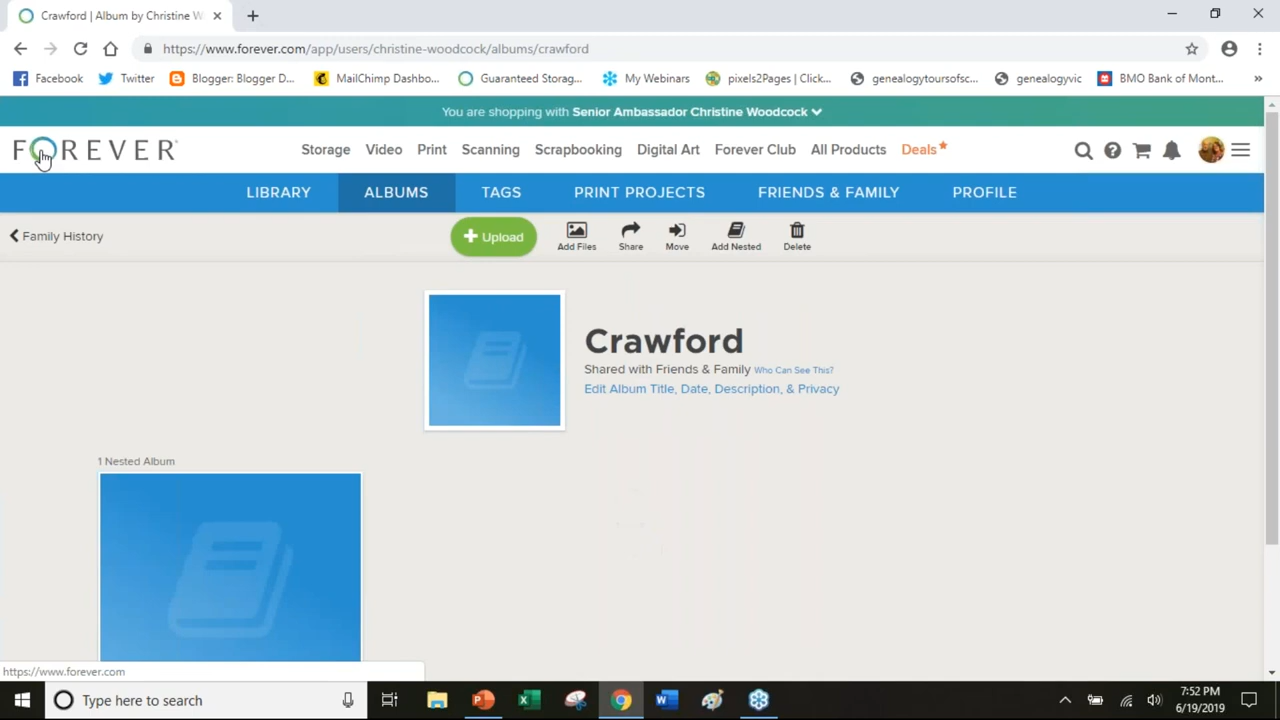 Crawford | Album by Christine W
https://www.forever.com/app/users/christine-woodcock/albums/crawford
Facebook Twitter Blogger: Blogger D... MailChimp Dashbo... Guaranteed Storag... My Webinars pixels2Pages | Click... genealogytoursofsc... genealogyvic BMO Bank of Mont... »
You are shopping with Senior Ambassador Christine Woodcock
FOREVER Storage Video Print Scanning Scrapbooking Digital Art Forever Club All Products Deals
LIBRARY ALBUMS TAGS PRINT PROJECTS FRIENDS & FAMILY PROFILE
Family History + Upload Add Files Share Move Add Nested Delete
Crawford
Shared with Friends & Family Who Can See This?
Edit Album Title, Date, Description, & Privacy
1 Nested Album
https://www.forever.com
Type here to search
7:52 PM
6/19/2019